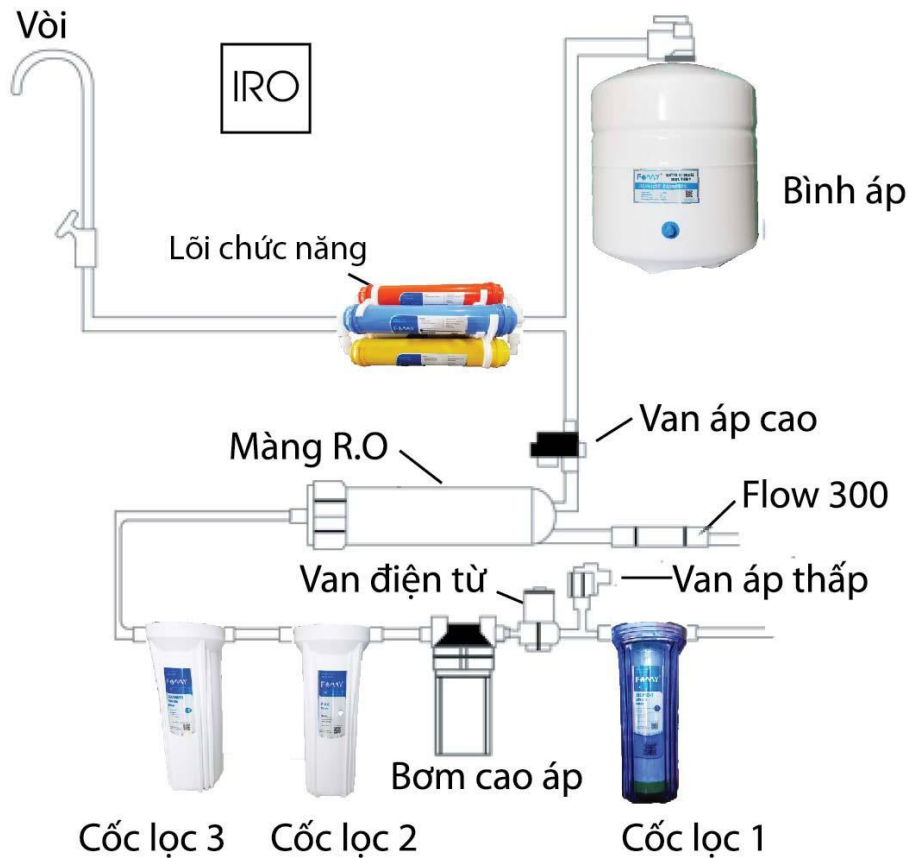 Vòi
IRO
Bình áp
Lõi chức năng
Van áp cao
Màng R.O
Flow 300
Van điện từ
Van áp thấp
Bơm cao áp
Cốc lọc 3
Cốc lọc 2
Cốc lọc 1